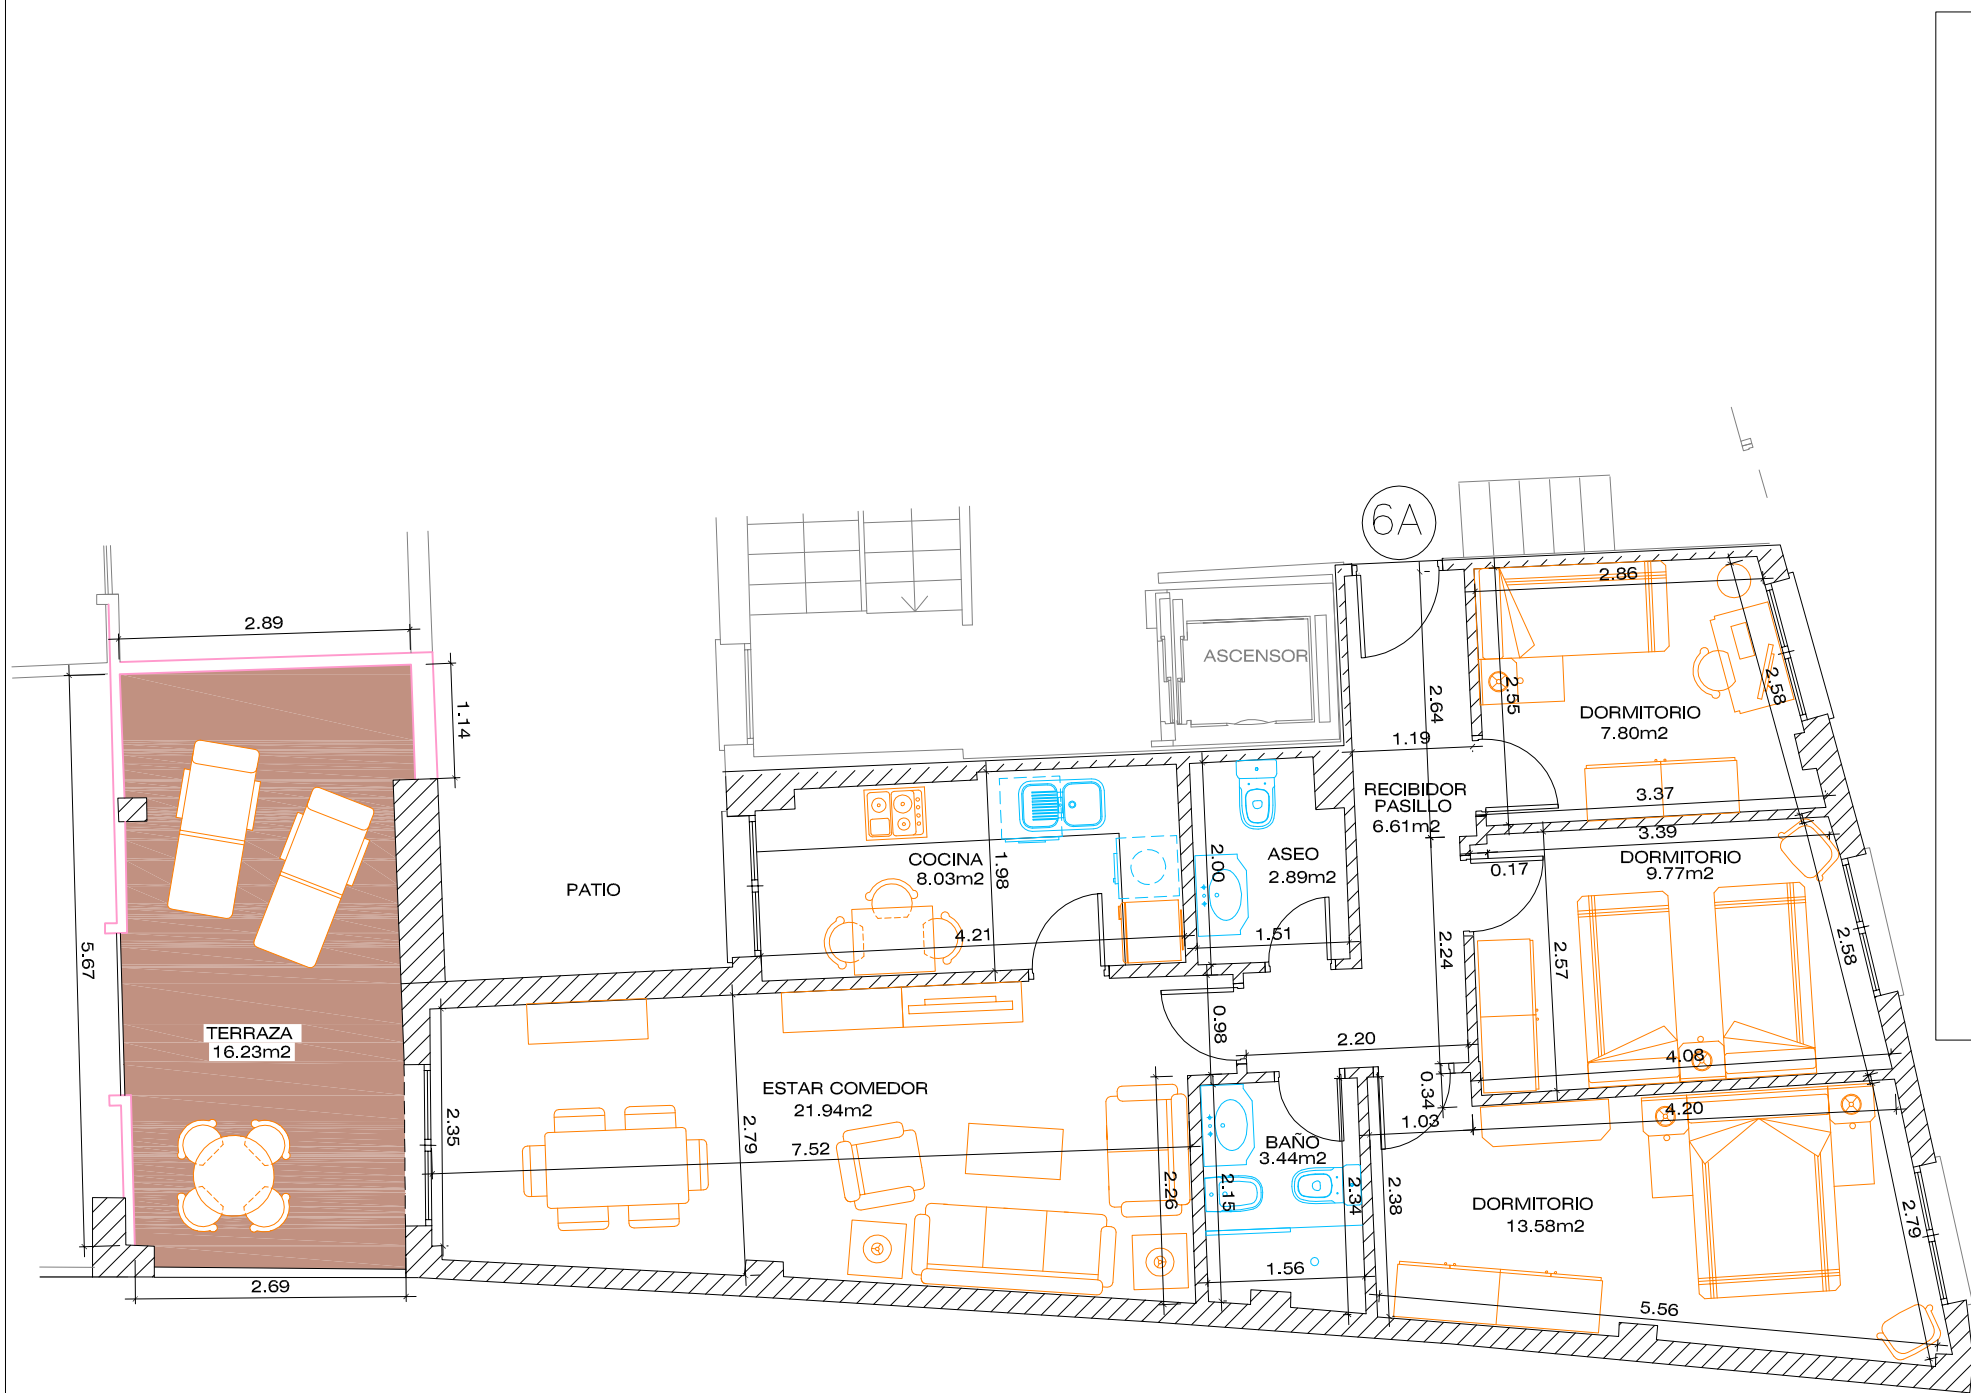 6A
2.86
2.89
ASCENSOR
2.58
2.55
2.64
1.14
DORMITORIO
7.80m2
1.19
RECIBIDOR
PASILLO
6.61m2
3.37
3.39
COCINA
8.03m2
1.98
2.00
ASEO
2.89m2
DORMITORIO
9.77m2
0.17
PATIO
4.21
1.51
2.24
2.57
2.58
5.67
TERRAZA
16.23m2
0.98
2.20
4.08
ESTAR COMEDOR
21.94m2
0.34
4.20
1.03
2.35
2.79
7.52
BAÑO
3.44m2
2.26
2.15
2.34
2.38
DORMITORIO
13.58m2
2.79
1.56
2.69
5.56